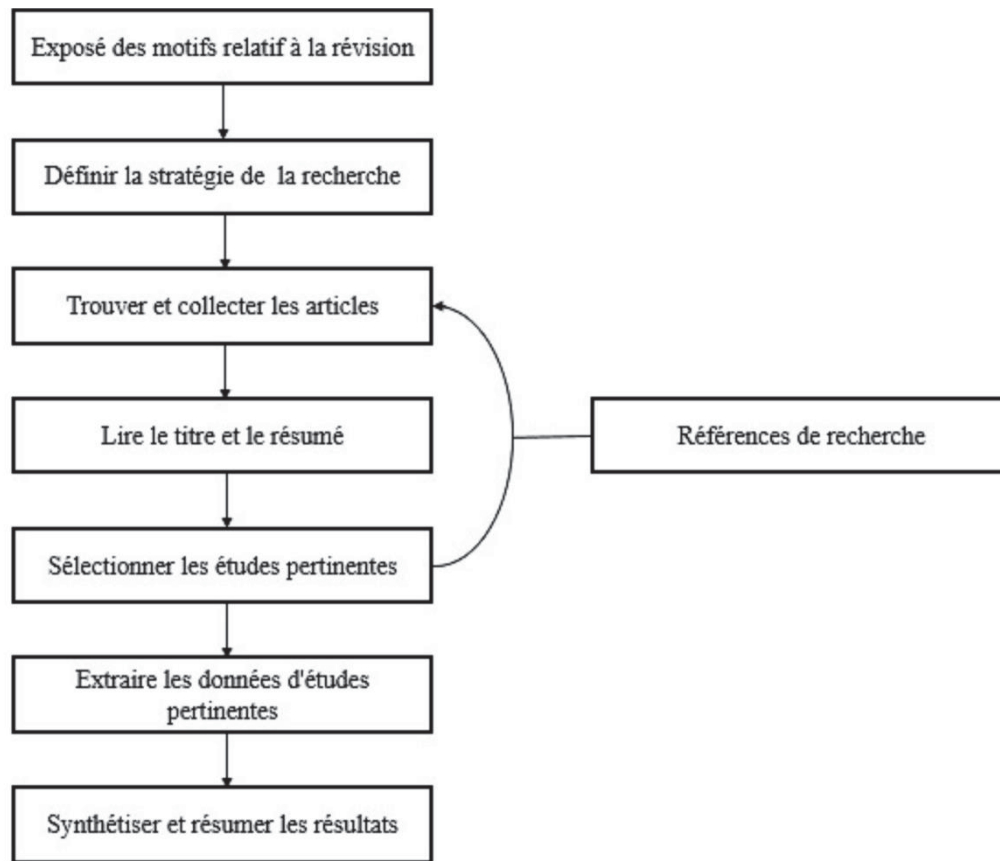 Exposé des motifs relatif à la révision
Définir la stratégie de la recherche
Trouver et collecter les articles
Lire le titre et le résumé
Références de recherche
Sélectionner les études pertinentes
Extraire les données d'études
pertinentes
Synthétiser et résumer les résultats